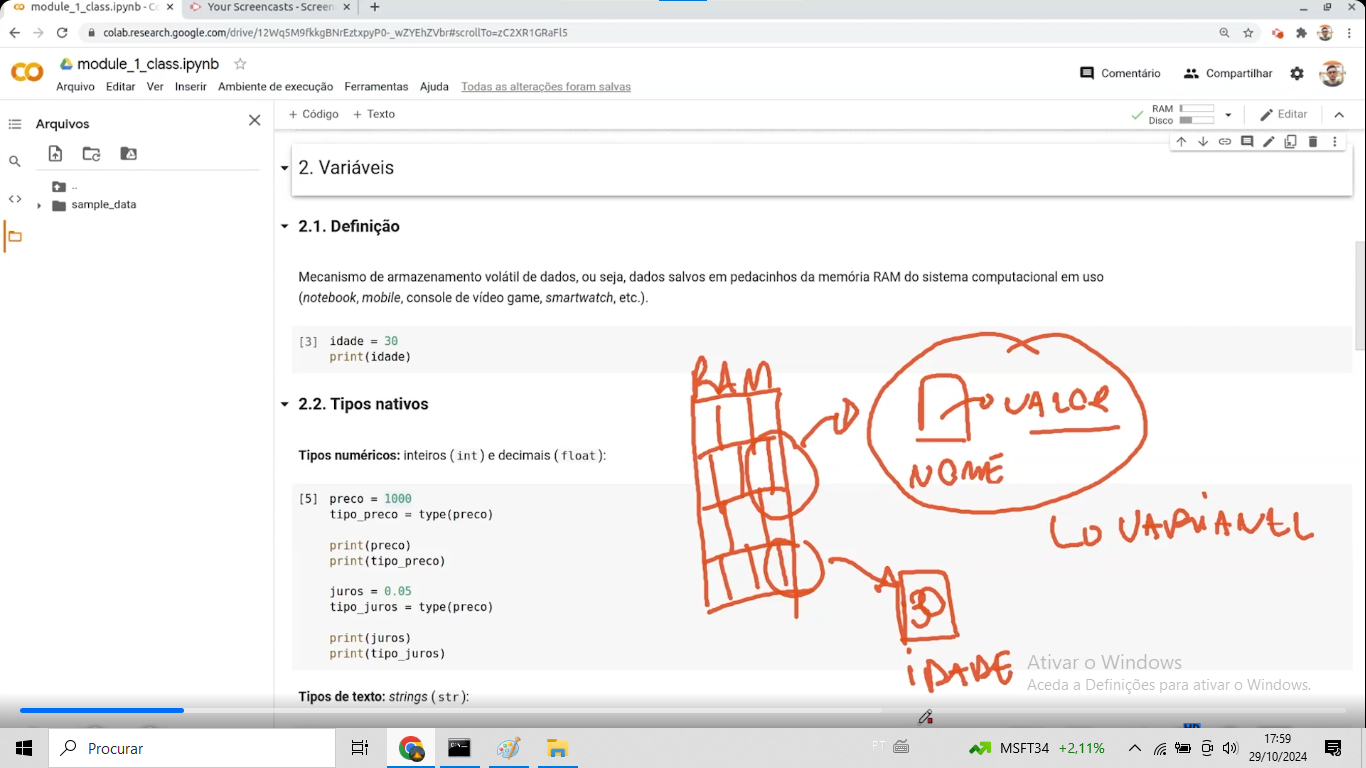 module_1_class.ipynb - Co
Your Screencasts - Screen
colab.research.google.com/drive/12Wq5M9fkkgBNrEztxpyP0-_wZYEhZVbr#scrollTo=zC2XR1GRaFl5
CO
module_1_class.ipynb
Arquivo Editar Ver Inserir Ambiente de execução Ferramentas Ajuda Todas as alterações foram salvas
Comentário Compartilhar
Arquivos
+ Código + Texto
RAM
Disco
Editar
..
sample_data
2. Variáveis
2.1. Definição
Mecanismo de armazenamento volátil de dados, ou seja, dados salvos em pedacinhos da memória RAM do sistema computacional em uso
(notebook, mobile, console de vídeo game, smartwatch, etc.).
[3] idade = 30
print(idade)
RAM
VALOR
NOME
2.2. Tipos nativos
Tipos numéricos: inteiros (int) e decimais (float):
[5] preco = 1000
tipo_preco = type(preco)
print(preco)
print(tipo_preco)
juros = 0.05
tipo_juros = type(preco)
print(juros)
print(tipo_juros)
30
IDADE
Ativar o Windows
Aceda a Definições para ativar o Windows.
Tipos de texto: strings (str):
Procurar
PT
MSFT34 +2,11%
17:59
29/10/2024